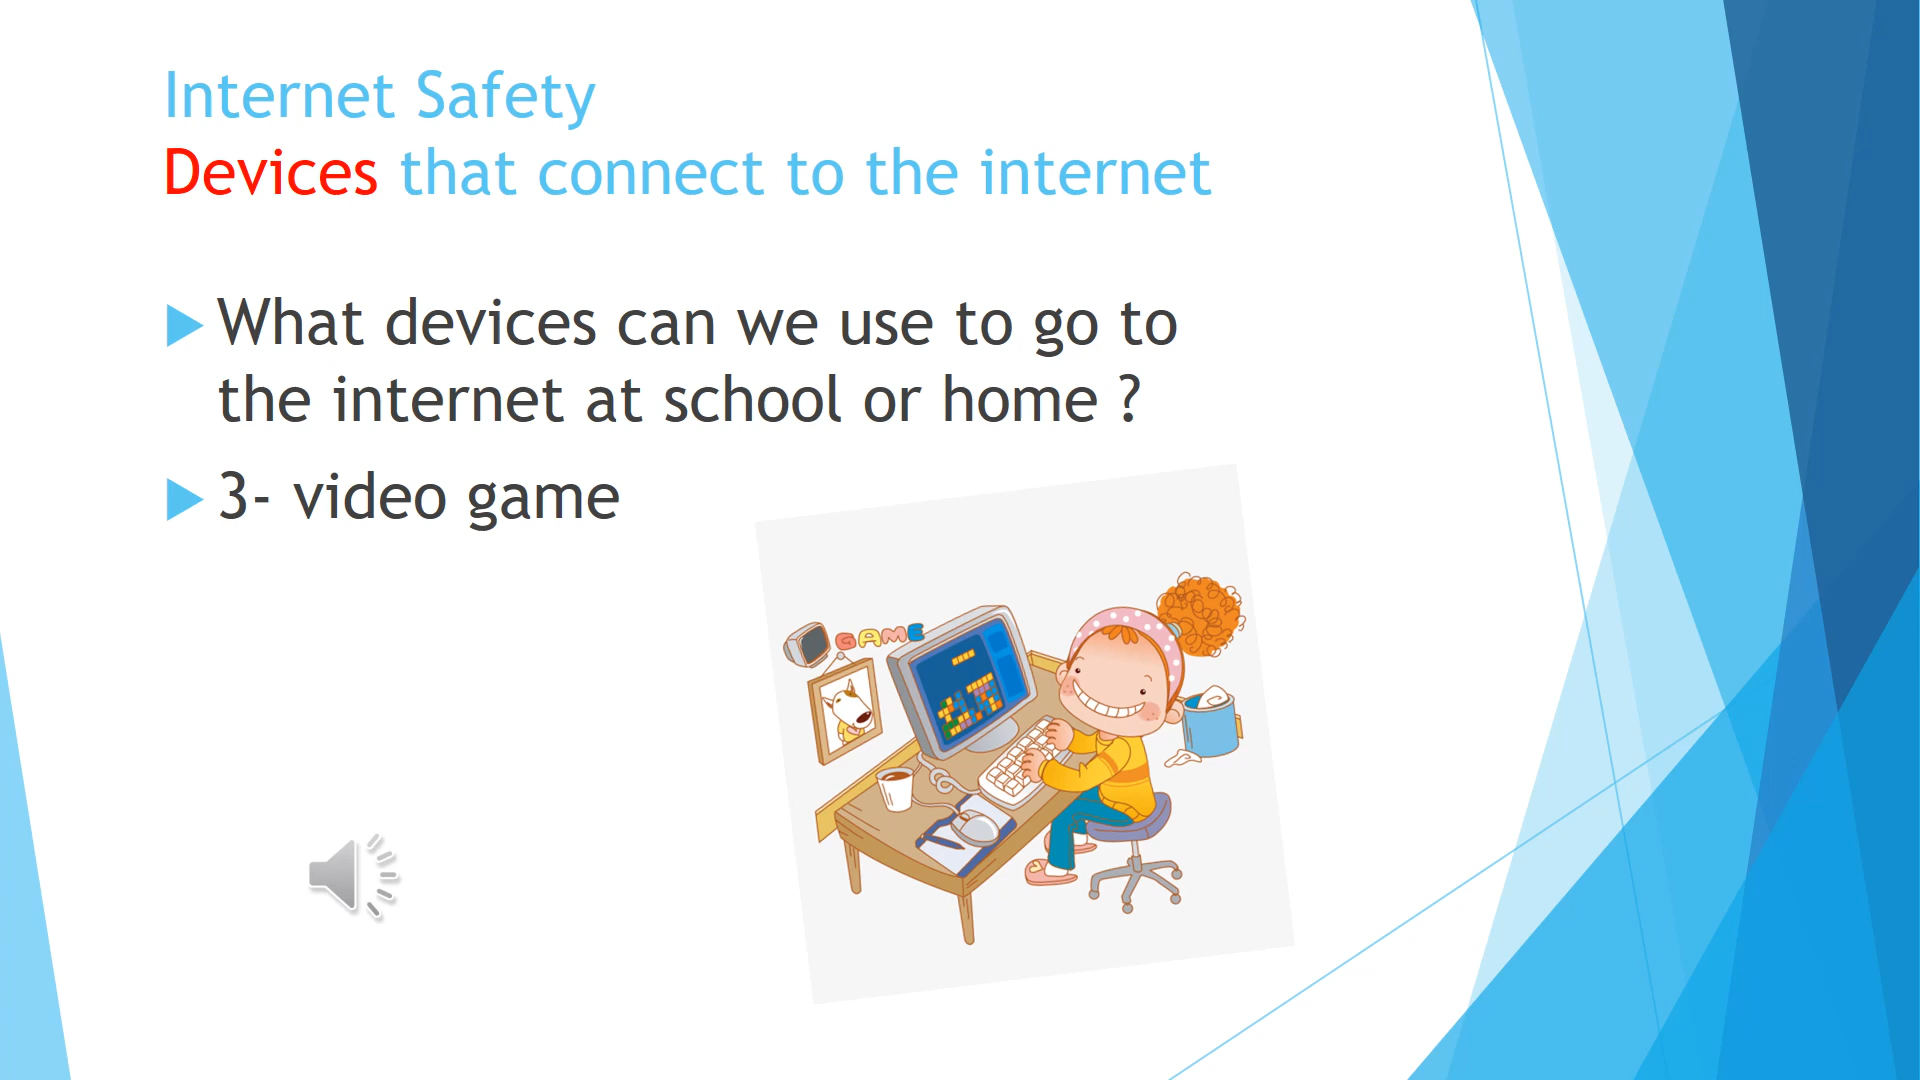 Internet Safety
Devices that connect to the internet
What devices can we use to go to
the internet at school or home ?
3- video game
GAME